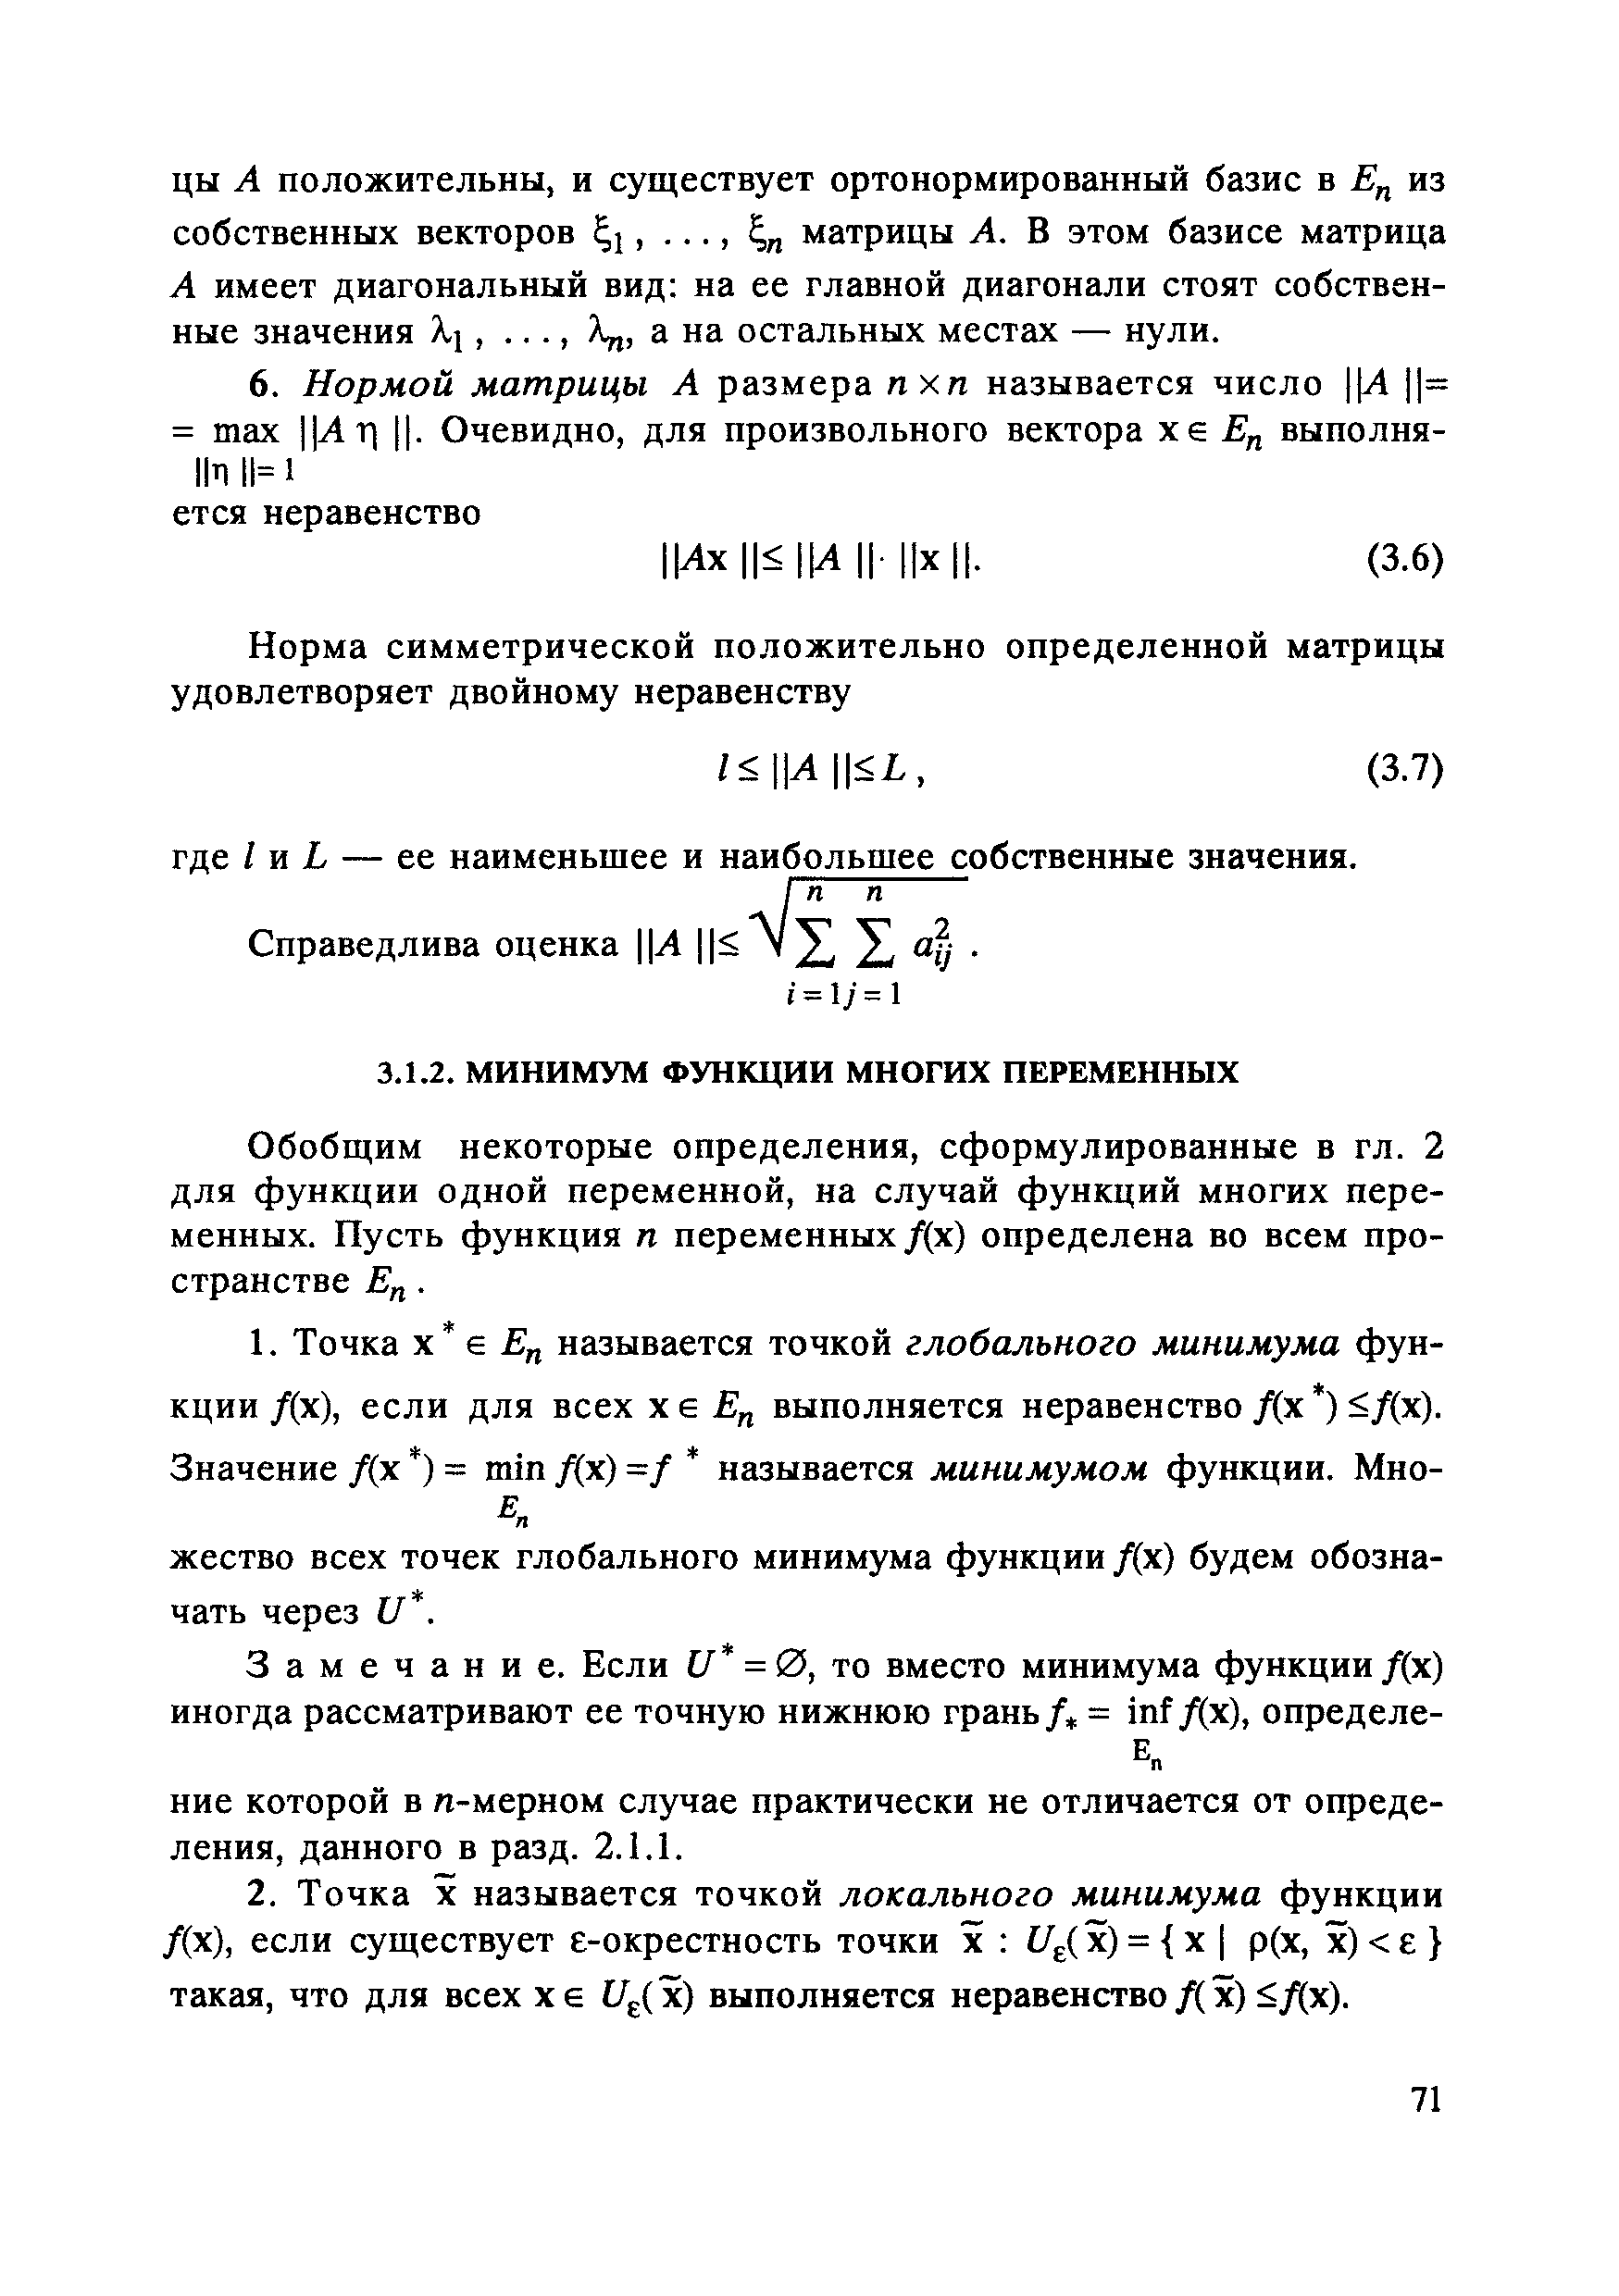 цы A положительны, и существует ортонормированный базис в Eₙ из
собственных векторов ξ₁ , ..., ξₙ матрицы A. В этом базисе матрица
A имеет диагональный вид: на ее главной диагонали стоят собствен-
ные значения λ₁ , ..., λₙ, а на остальных местах — нули.
6. Нормой матрицы A размера n×n называется число ||A ||=
= max ||A η ||. Очевидно, для произвольного вектора x ∈ Eₙ выполня-
||η ||= 1
ется неравенство
||Ax ||≤ ||A ||· ||x ||. (3.6)
Норма симметрической положительно определенной матрицы
удовлетворяет двойному неравенству
l ≤ ||A ||≤ L , (3.7)
где l и L — ее наименьшее и наибольшее собственные значения.
n n
Справедлива оценка ||A ||≤ √∑ ∑ a²ᵢⱼ .
i = 1 j = 1
3.1.2. МИНИМУМ ФУНКЦИИ МНОГИХ ПЕРЕМЕННЫХ
Обобщим некоторые определения, сформулированные в гл. 2
для функции одной переменной, на случай функций многих пере-
менных. Пусть функция n переменных f(x) определена во всем про-
странстве Eₙ .
1. Точка x* ∈ Eₙ называется точкой глобального минимума фун-
кции f(x), если для всех x ∈ Eₙ выполняется неравенство f(x*) ≤ f(x).
Значение f(x*) = min f(x) = f * называется минимумом функции. Мно-
Eₙ
жество всех точек глобального минимума функции f(x) будем обозна-
чать через U*.
З а м е ч а н и е. Если U* = ∅, то вместо минимума функции f(x)
иногда рассматривают ее точную нижнюю грань f⁎ = inf f(x), определе-
Eₙ
ние которой в n-мерном случае практически не отличается от опреде-
ления, данного в разд. 2.1.1.
2. Точка x̃ называется точкой локального минимума функции
f(x), если существует ε-окрестность точки x̃ : U_ε(x̃) = { x | ρ(x, x̃) < ε }
такая, что для всех x ∈ U_ε(x̃) выполняется неравенство f(x̃) ≤ f(x).
71